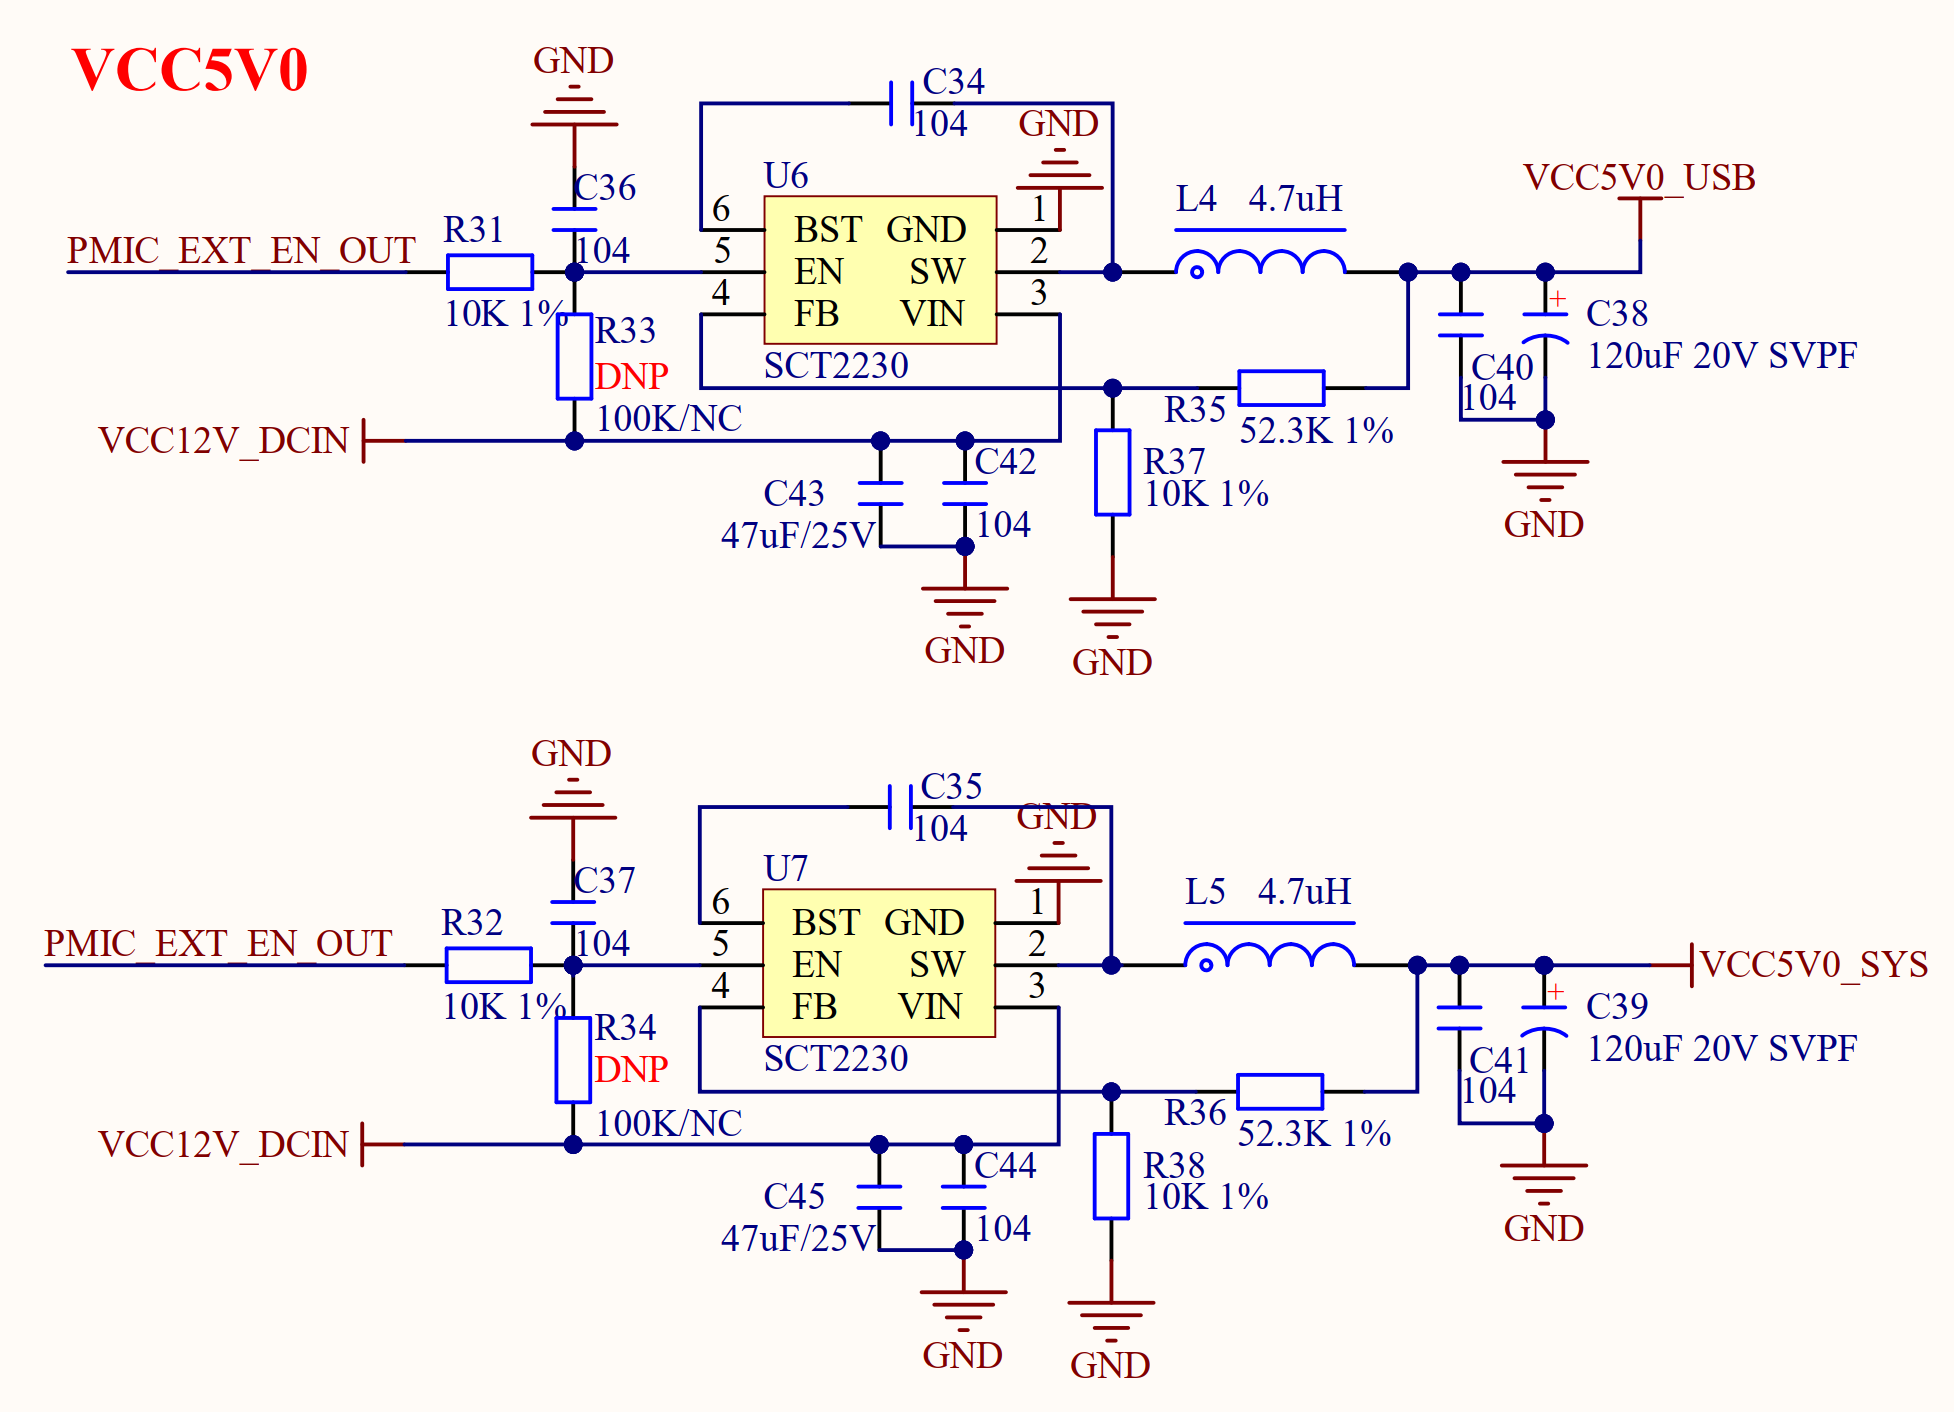 VCC5V0
GND
C34
104
GND
C36
104
U6
6
5
4
BST
EN
FB
GND
SW
VIN
1
2
3
SCT2230
PMIC_EXT_EN_OUT
R31
10K 1%
R33
DNP
100K/NC
VCC12V_DCIN
L4 4.7uH
VCC5V0_USB
+
C38
120uF 20V SVPF
C40
104
R35
52.3K 1%
R37
10K 1%
C43
47uF/25V
C42
104
GND
GND
GND
GND
C35
104
GND
C37
104
U7
6
5
4
BST
EN
FB
GND
SW
VIN
1
2
3
SCT2230
PMIC_EXT_EN_OUT
R32
10K 1%
R34
DNP
100K/NC
VCC12V_DCIN
L5 4.7uH
VCC5V0_SYS
+
C39
120uF 20V SVPF
C41
104
R36
52.3K 1%
R38
10K 1%
C45
47uF/25V
C44
104
GND
GND
GND